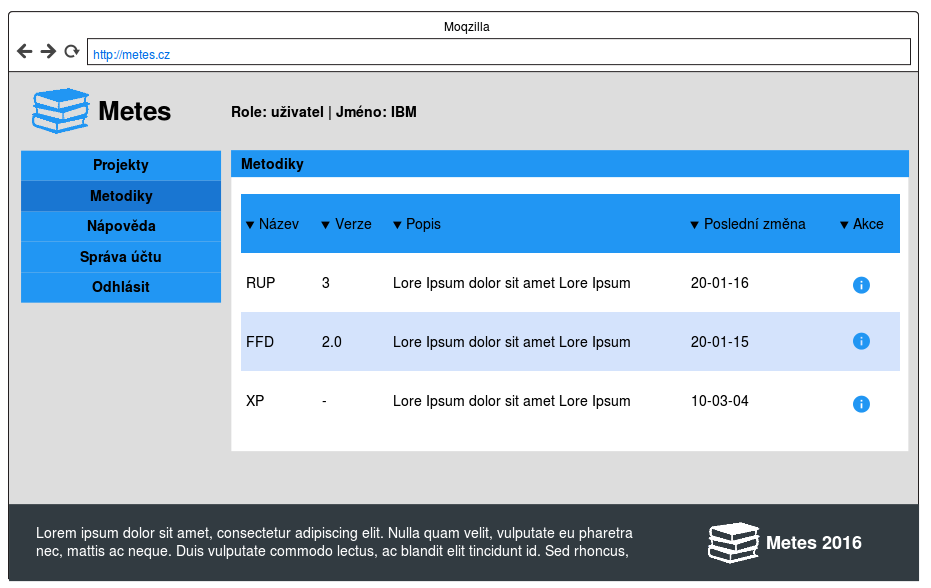 Moqzilla
http://metes.cz
Metes
Role: uživatel | Jméno: IBM
Projekty
Metodiky
Nápověda
Správa účtu
Odhlásit
Metodiky
▼ Název ▼ Verze ▼ Popis ▼ Poslední změna ▼ Akce
RUP 3 Lore Ipsum dolor sit amet Lore Ipsum 20-01-16 i
FFD 2.0 Lore Ipsum dolor sit amet Lore Ipsum 20-01-15 i
XP - Lore Ipsum dolor sit amet Lore Ipsum 10-03-04 i
Lorem ipsum dolor sit amet, consectetur adipiscing elit. Nulla quam velit, vulputate eu pharetra
nec, mattis ac neque. Duis vulputate commodo lectus, ac blandit elit tincidunt id. Sed rhoncus,
Metes 2016